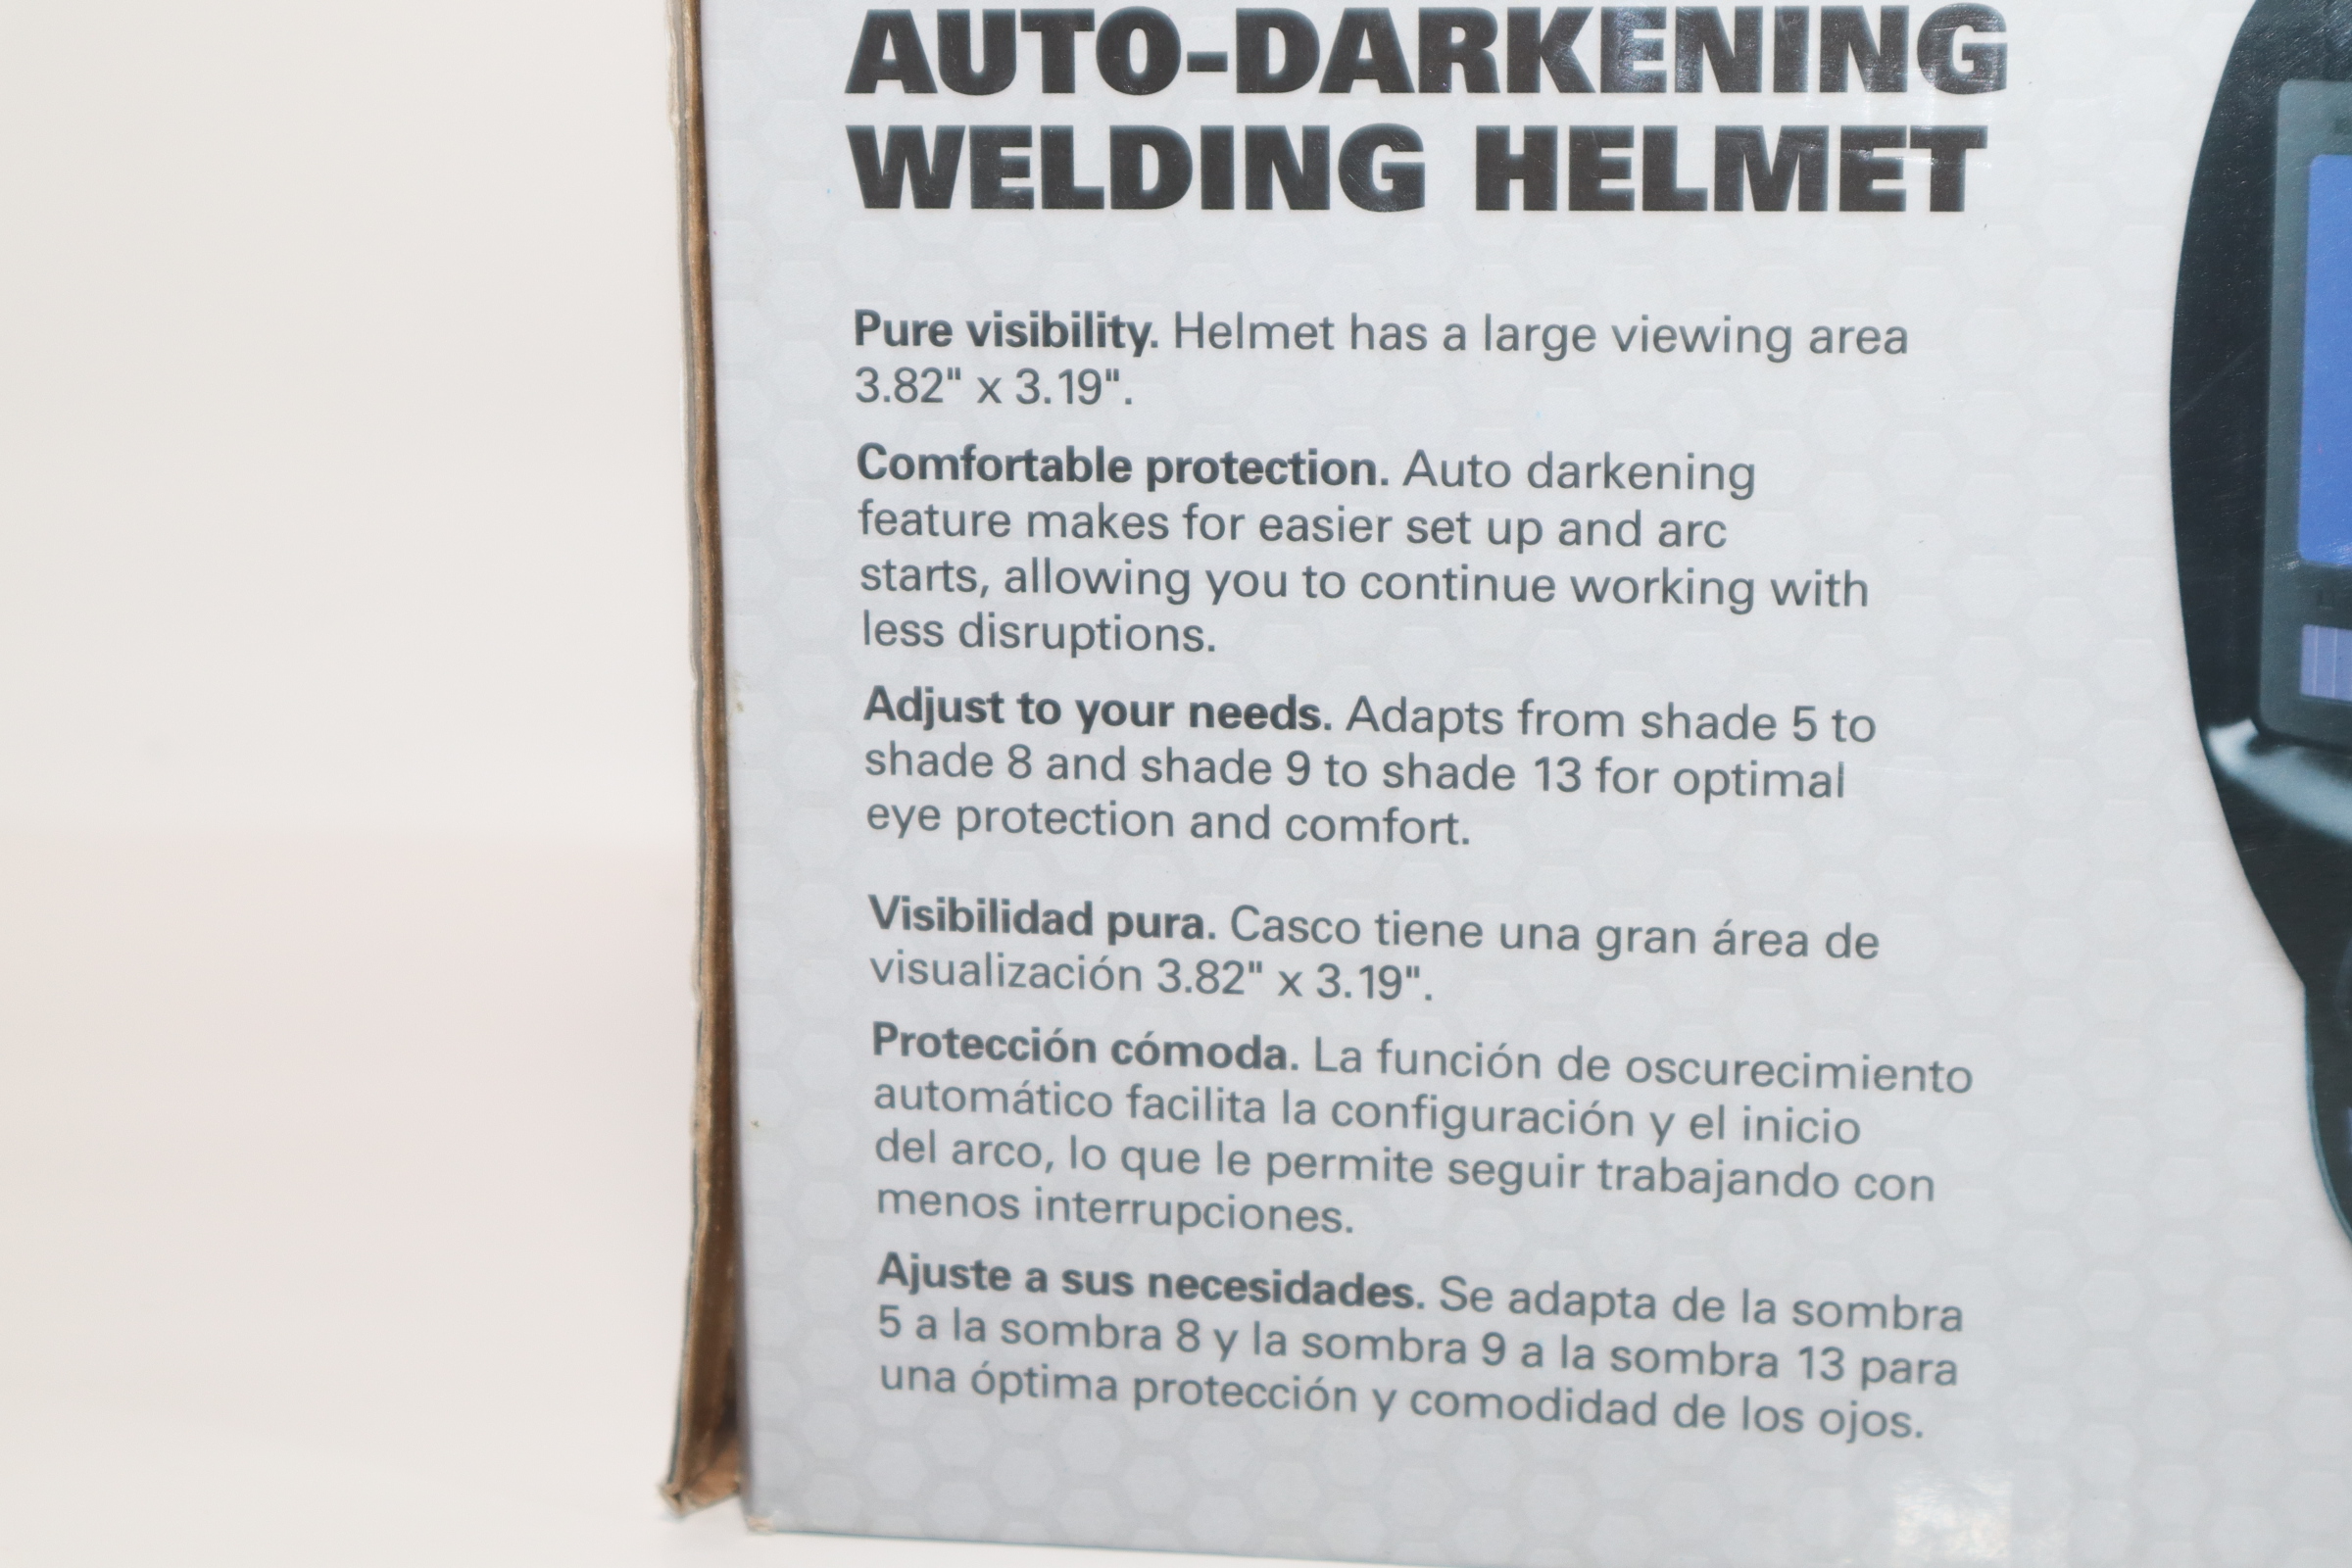 AUTO-DARKENING
WELDING HELMET
Pure visibility. Helmet has a large viewing area
3.82" x 3.19".
Comfortable protection. Auto darkening
feature makes for easier set up and arc
starts, allowing you to continue working with
less disruptions.
Adjust to your needs. Adapts from shade 5 to
shade 8 and shade 9 to shade 13 for optimal
eye protection and comfort.
Visibilidad pura. Casco tiene una gran área de
visualización 3.82" x 3.19".
Protección cómoda. La función de oscurecimiento
automático facilita la configuración y el inicio
del arco, lo que le permite seguir trabajando con
menos interrupciones.
Ajuste a sus necesidades. Se adapta de la sombra
5 a la sombra 8 y la sombra 9 a la sombra 13 para
una óptima protección y comodidad de los ojos.